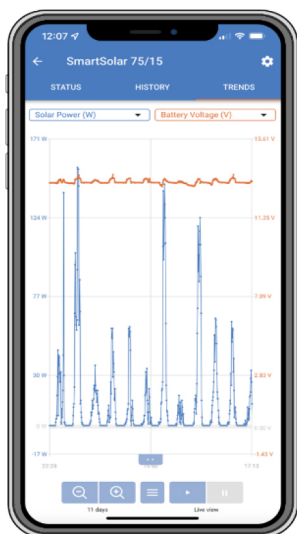 12:07
SmartSolar 75/15
STATUS HISTORY TRENDS
Solar Power (W) Battery Voltage (V)
171 W 15.61 V
124 W 11.35 V
77 W 7.09 V
30 W 2.83 V
0 W 0.00 V
-17 W -1.43 V
11 days Live view